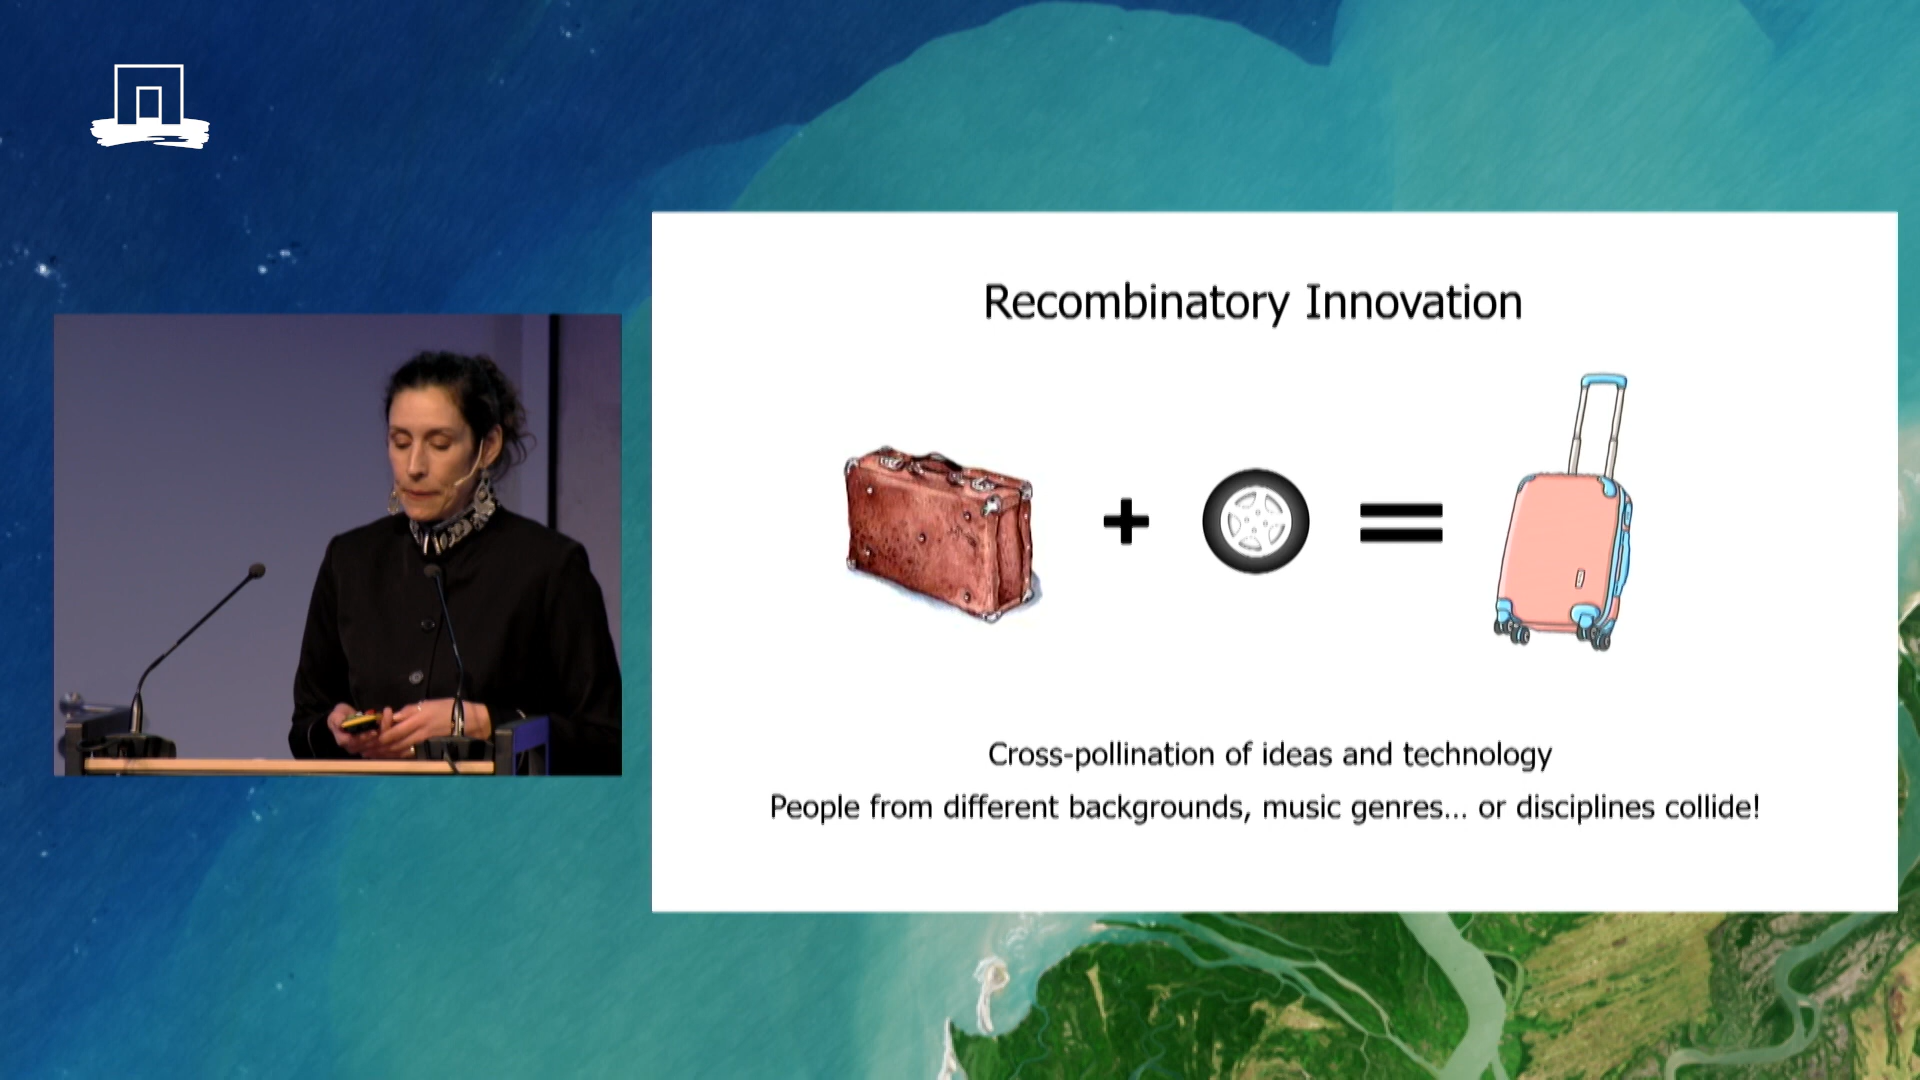 Recombinatory Innovation
Cross-pollination of ideas and technology
People from different backgrounds, music genres... or disciplines collide!